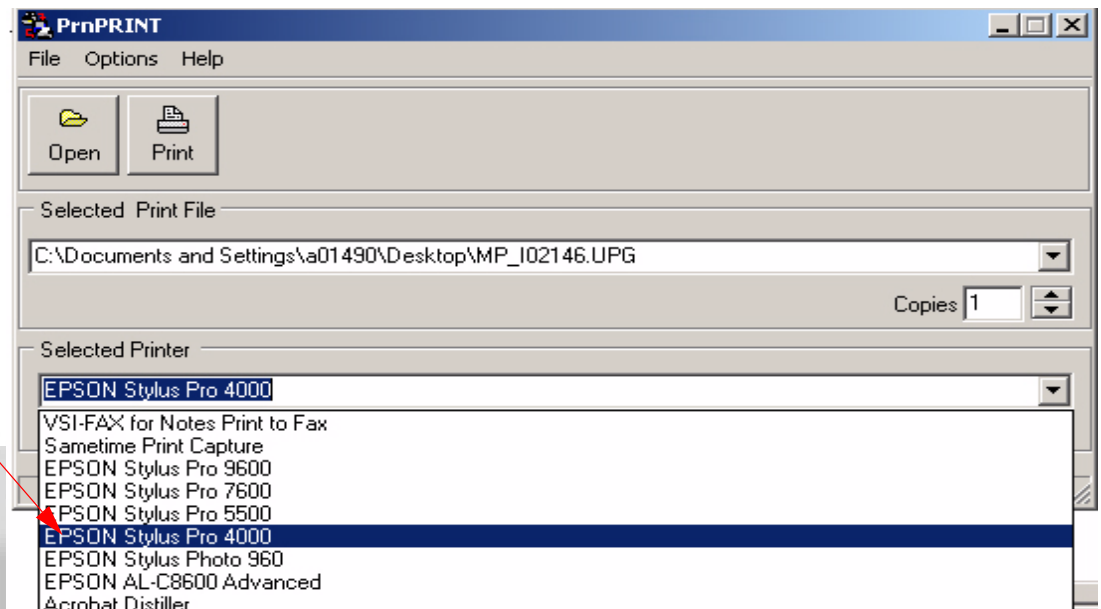 PrnPRINT
File Options Help
Open Print
Selected Print File
C:\Documents and Settings\a01490\Desktop\MP_I02146.UPG
Copies 1
Selected Printer
EPSON Stylus Pro 4000
VSI-FAX for Notes Print to Fax
Sametime Print Capture
EPSON Stylus Pro 9600
EPSON Stylus Pro 7600
EPSON Stylus Pro 5500
EPSON Stylus Pro 4000
EPSON Stylus Photo 960
EPSON AL-C8600 Advanced
Acrobat Distiller